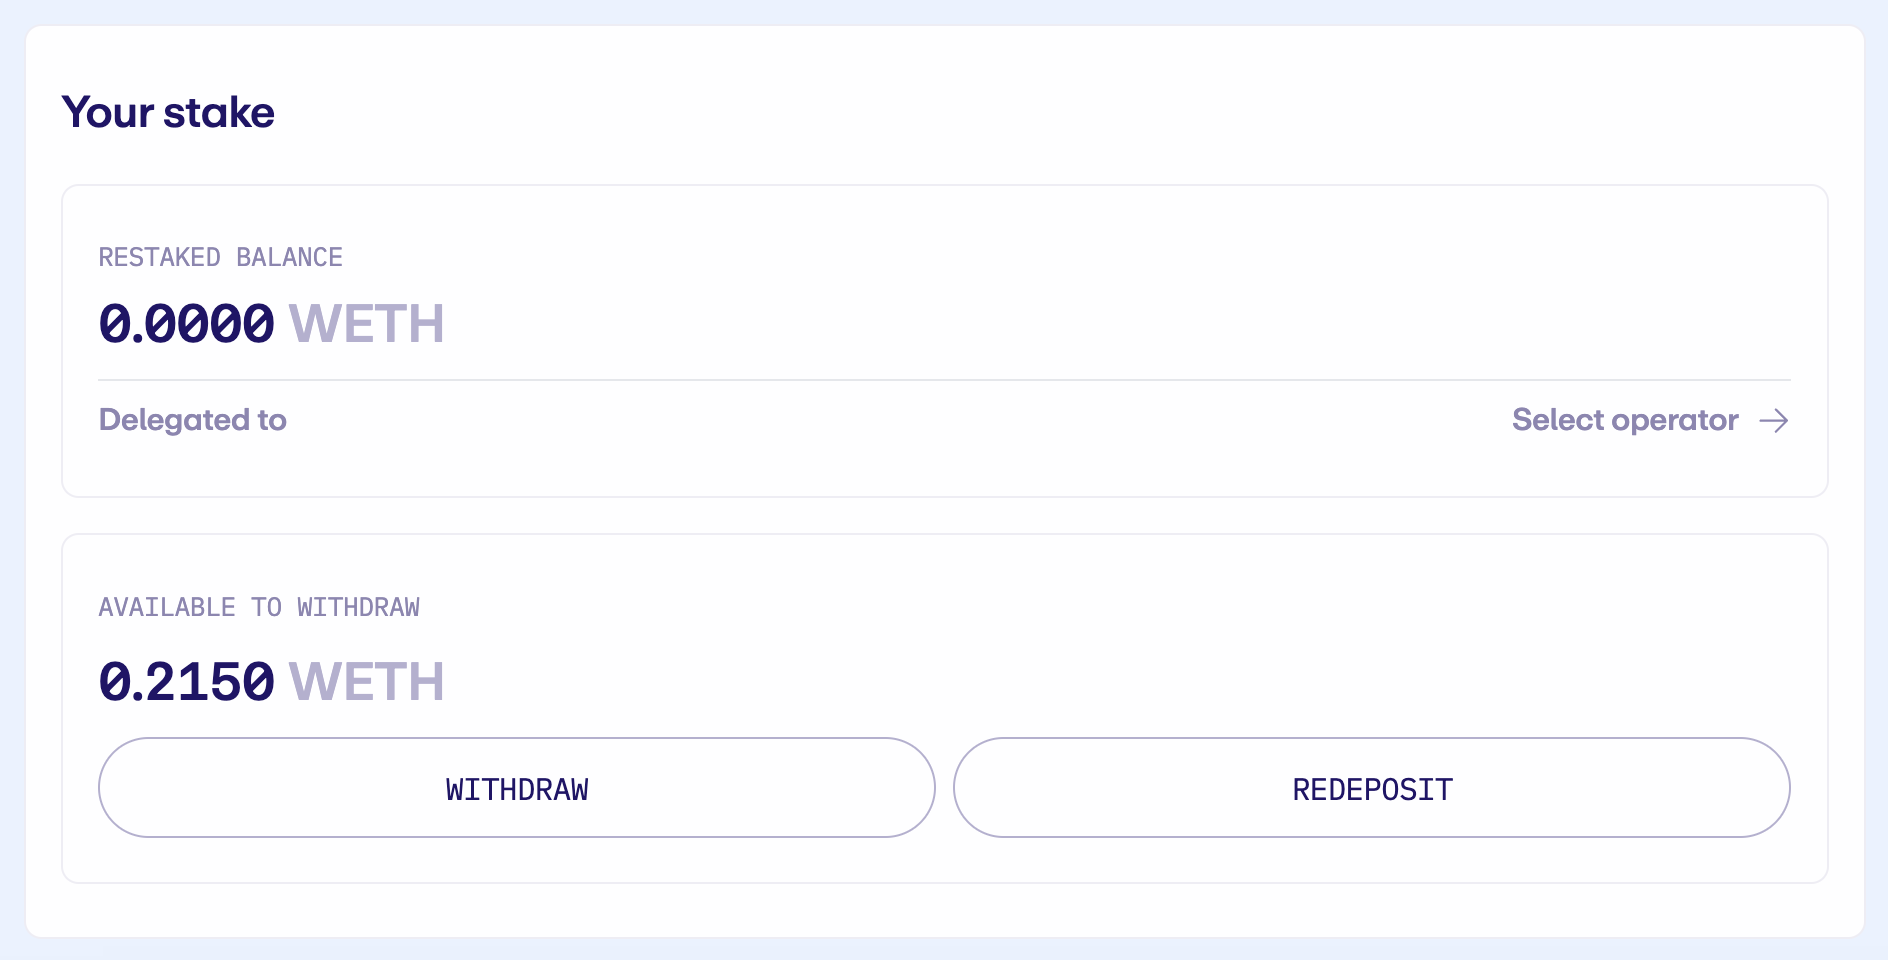 Your stake
RESTAKED BALANCE
0.0000 WETH
Delegated to
Select operator →
AVAILABLE TO WITHDRAW
0.2150 WETH
WITHDRAW
REDEPOSIT